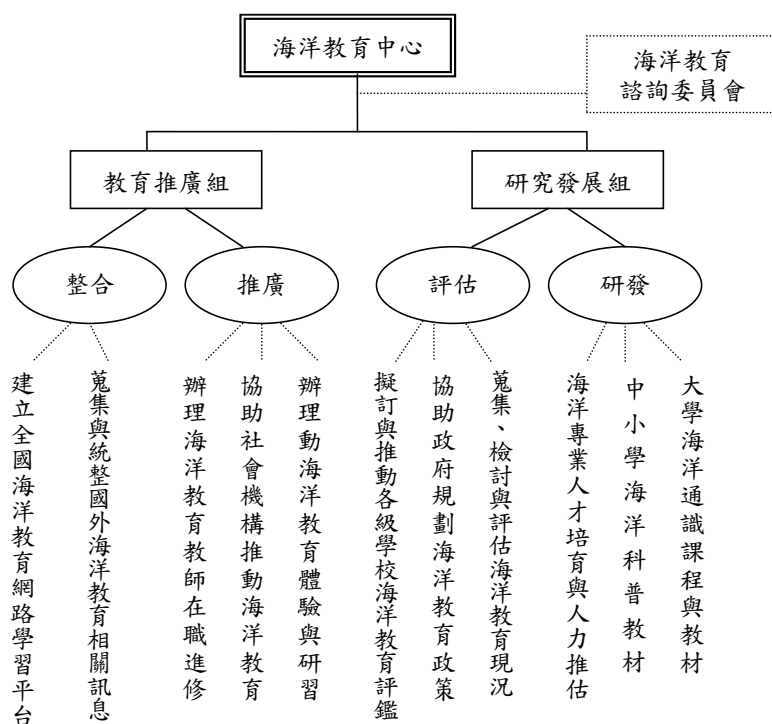 海洋教育中心
海洋教育
諮詢委員會
教育推廣組
研究發展組
整合
推廣
評估
研發
建立全國海洋教育網路學習平台
蒐集與統整國外海洋教育相關訊息
辦理海洋教育教師在職進修
協助社會機構推動海洋教育
辦理動海洋教育體驗與研習
擬訂與推動各級學校海洋教育評鑑
協助政府規劃海洋教育政策
蒐集、檢討與評估海洋教育現況
海洋專業人才培育與人力推估
中小學海洋科普教材
大學海洋通識課程與教材